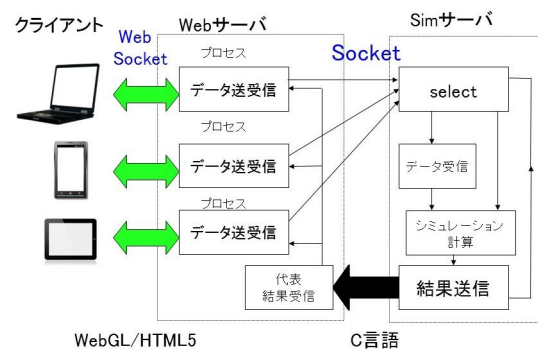 クライアント
Webサーバ
Simサーバ
Web
Socket
プロセス
Socket
データ送受信
select
プロセス
データ送受信
データ受信
プロセス
データ送受信
シミュレーション
計算
代表
結果受信
結果送信
WebGL/HTML5
C言語